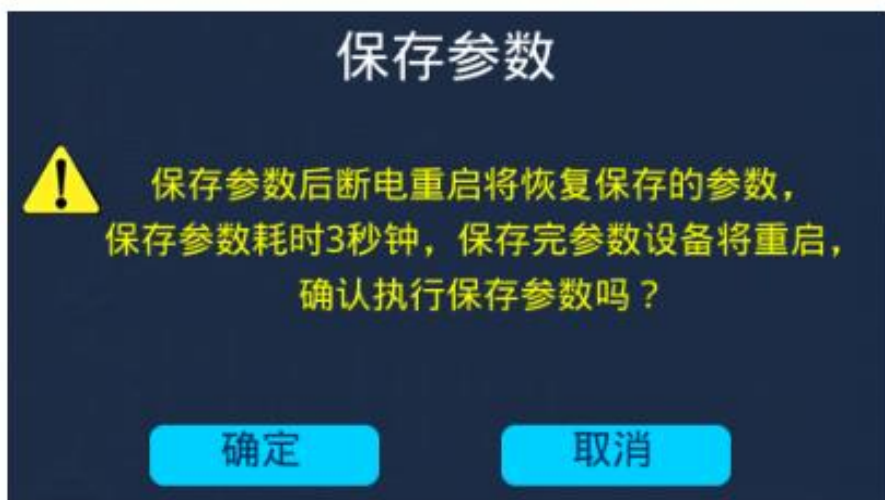 保存参数
保存参数后断电重启将恢复保存的参数，
保存参数耗时3秒钟，保存完参数设备将重启，
确认执行保存参数吗？
确定
取消